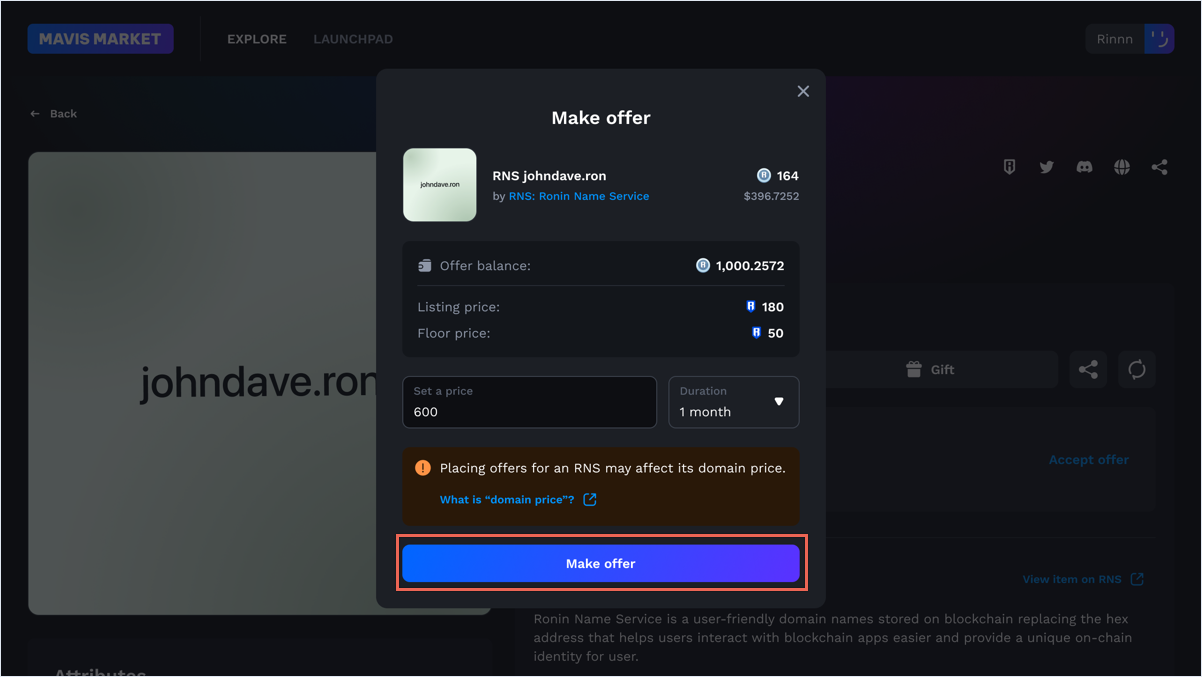 MAVIS MARKET
EXPLORE
LAUNCHPAD
Rinnn
Back
Make offer
johndave.ron
RNS johndave.ron
164
by RNS: Ronin Name Service
$396.7252
Offer balance:
1,000.2572
Listing price:
180
Floor price:
50
johndave.ron
Gift
Set a price
600
Duration
1 month
Accept offer
Placing offers for an RNS may affect its domain price.
What is “domain price”?
Make offer
View item on RNS
Ronin Name Service is a user-friendly domain names stored on blockchain replacing the hex
address that helps users interact with blockchain apps easier and provide a unique on-chain
identity for user.
Attributes